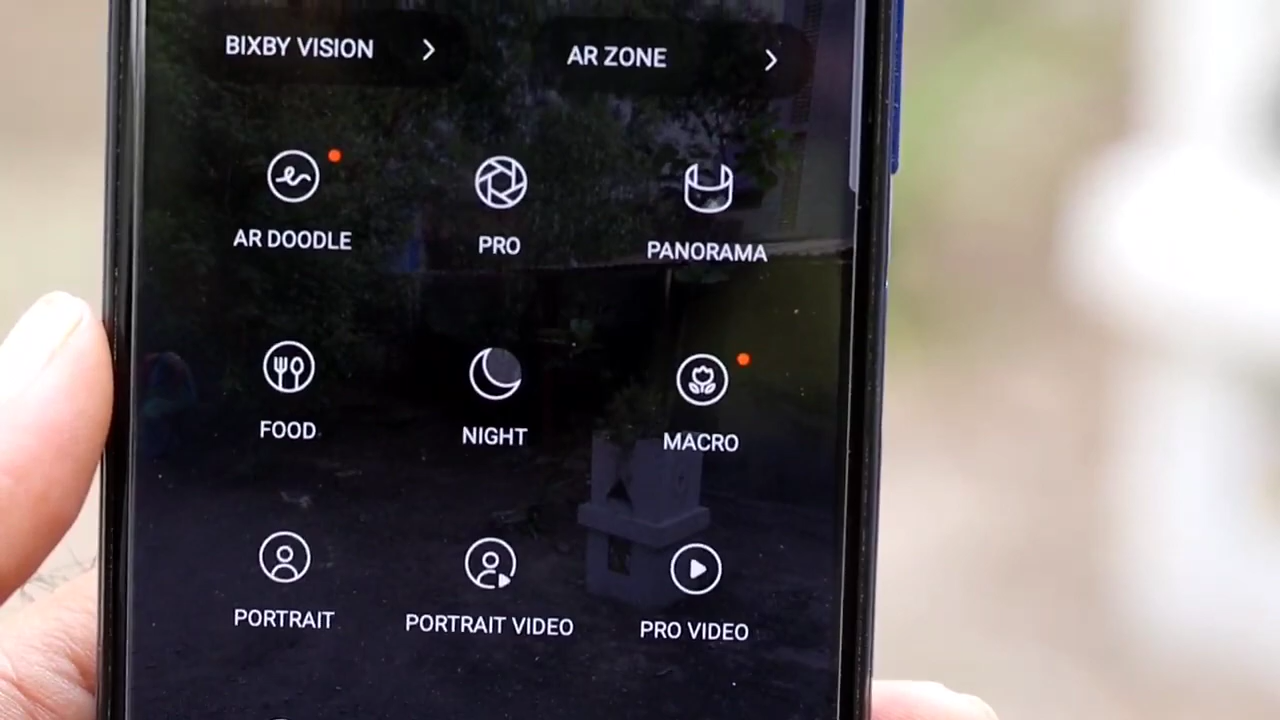 BIXBY VISION
AR ZONE
AR DOODLE
PRO
PANORAMA
FOOD
NIGHT
MACRO
PORTRAIT
PORTRAIT VIDEO
PRO VIDEO